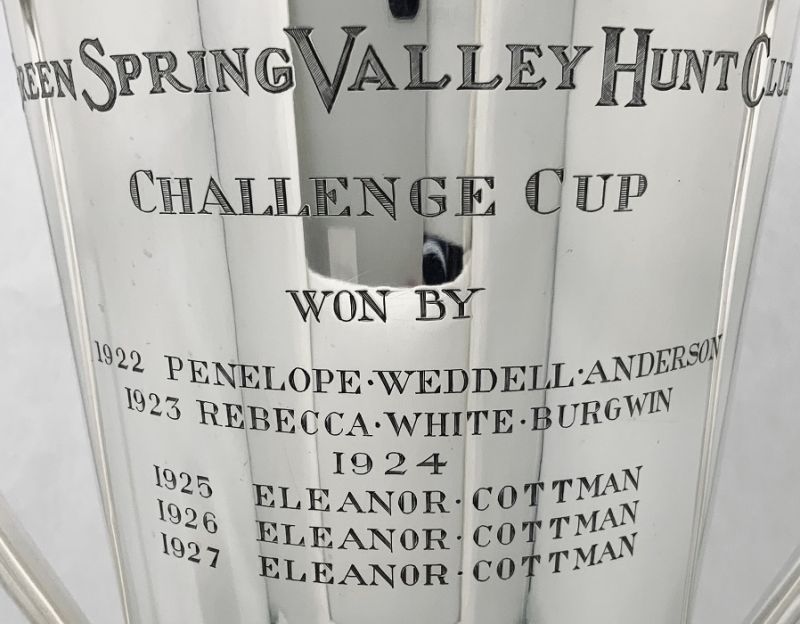 REEN SPRING VALLEY HUNT CLUB
CHALLENGE CUP
WON BY
1922 PENELOPE·WEDDELL·ANDERSON
1923 REBECCA·WHITE·BURGWIN
1924
1925 ELEANOR·COTTMAN
1926 ELEANOR·COTTMAN
1927 ELEANOR·COTTMAN